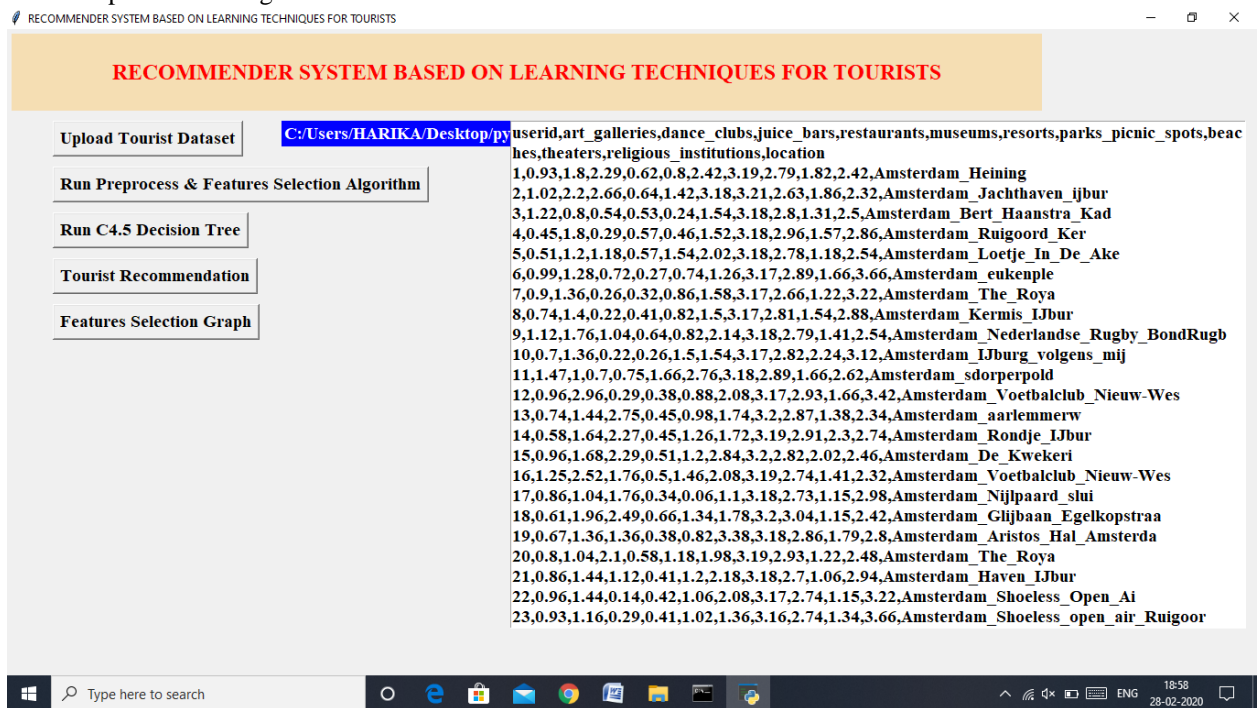 RECOMMENDER SYSTEM BASED ON LEARNING TECHNIQUES FOR TOURISTS
RECOMMENDER SYSTEM BASED ON LEARNING TECHNIQUES FOR TOURISTS
Upload Tourist Dataset
C:/Users/HARIKA/Desktop/py
Run Preprocess & Features Selection Algorithm
Run C4.5 Decision Tree
Tourist Recommendation
Features Selection Graph
userid,art_galleries,dance_clubs,juice_bars,restaurants,museums,resorts,parks_picnic_spots,beac
hes,theaters,religious_institutions,location
1,0.93,1.8,2.29,0.62,0.8,2.42,3.19,2.79,1.82,2.42,Amsterdam_Heining
2,1.02,2.2,2.66,0.64,1.42,3.18,3.21,2.63,1.86,2.32,Amsterdam_Jachthaven_ijbur
3,1.22,0.8,0.54,0.53,0.24,1.54,3.18,2.8,1.31,2.5,Amsterdam_Bert_Haanstra_Kad
4,0.45,1.8,0.29,0.57,0.46,1.52,3.18,2.96,1.57,2.86,Amsterdam_Ruigoord_Ker
5,0.51,1.2,1.18,0.57,1.54,2.02,3.18,2.78,1.18,2.54,Amsterdam_Loetje_In_De_Ake
6,0.99,1.28,0.72,0.27,0.74,1.26,3.17,2.89,1.66,3.66,Amsterdam_eukenple
7,0.9,1.36,0.26,0.32,0.86,1.58,3.17,2.66,1.22,3.22,Amsterdam_The_Roya
8,0.74,1.4,0.22,0.41,0.82,1.5,3.17,2.81,1.54,2.88,Amsterdam_Kermis_IJbur
9,1.12,1.76,1.04,0.64,0.82,2.14,3.18,2.79,1.41,2.54,Amsterdam_Nederlandse_Rugby_BondRugb
10,0.7,1.36,0.22,0.26,1.5,1.54,3.17,2.82,2.24,3.12,Amsterdam_IJburg_volgens_mij
11,1.47,1,0.7,0.75,1.66,2.76,3.18,2.89,1.66,2.62,Amsterdam_sdorperpold
12,0.96,2.96,0.29,0.38,0.88,2.08,3.17,2.93,1.66,3.42,Amsterdam_Voetbalclub_Nieuw-Wes
13,0.74,1.44,2.75,0.45,0.98,1.74,3.2,2.87,1.38,2.34,Amsterdam_aarlemmerw
14,0.58,1.64,2.27,0.45,1.26,1.72,3.19,2.91,2.3,2.74,Amsterdam_Rondje_IJbur
15,0.96,1.68,2.29,0.51,1.2,2.84,3.2,2.82,2.02,2.46,Amsterdam_De_Kwekeri
16,1.25,2.52,1.76,0.5,1.46,2.08,3.19,2.74,1.41,2.32,Amsterdam_Voetbalclub_Nieuw-Wes
17,0.86,1.04,1.76,0.34,0.06,1.1,3.18,2.73,1.15,2.98,Amsterdam_Nijlpaard_slui
18,0.61,1.96,2.49,0.66,1.34,1.78,3.2,3.04,1.15,2.42,Amsterdam_Glijbaan_Egelkopstraa
19,0.67,1.36,1.36,0.38,0.82,3.38,3.18,2.86,1.79,2.8,Amsterdam_Aristos_Hal_Amsterda
20,0.8,1.04,2.1,0.58,1.18,1.98,3.19,2.93,1.22,2.48,Amsterdam_The_Roya
21,0.86,1.44,1.12,0.41,1.2,2.18,3.18,2.7,1.06,2.94,Amsterdam_Haven_IJbur
22,0.96,1.44,0.14,0.42,1.06,2.08,3.17,2.74,1.15,3.22,Amsterdam_Shoeless_Open_Ai
23,0.93,1.16,0.29,0.41,1.02,1.36,3.16,2.74,1.34,3.66,Amsterdam_Shoeless_open_air_Ruigoor
Type here to search
ENG
18:58
28-02-2020